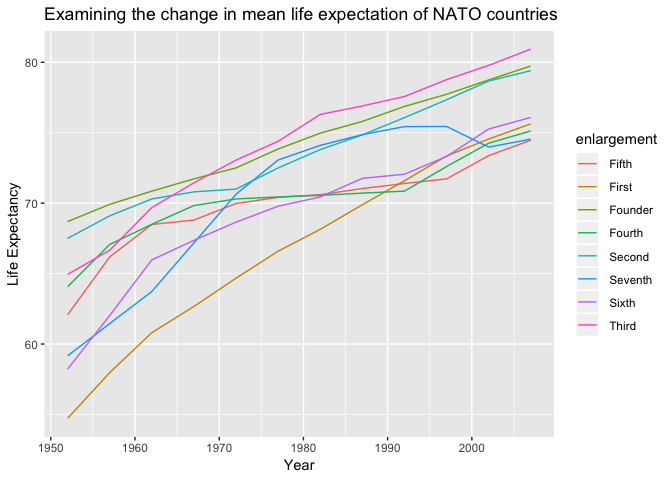 Examining the change in mean life expectation of NATO countries
80
70
60
Life Expectancy
1950
1960
1970
1980
1990
2000
Year
enlargement
Fifth
First
Founder
Fourth
Second
Seventh
Sixth
Third